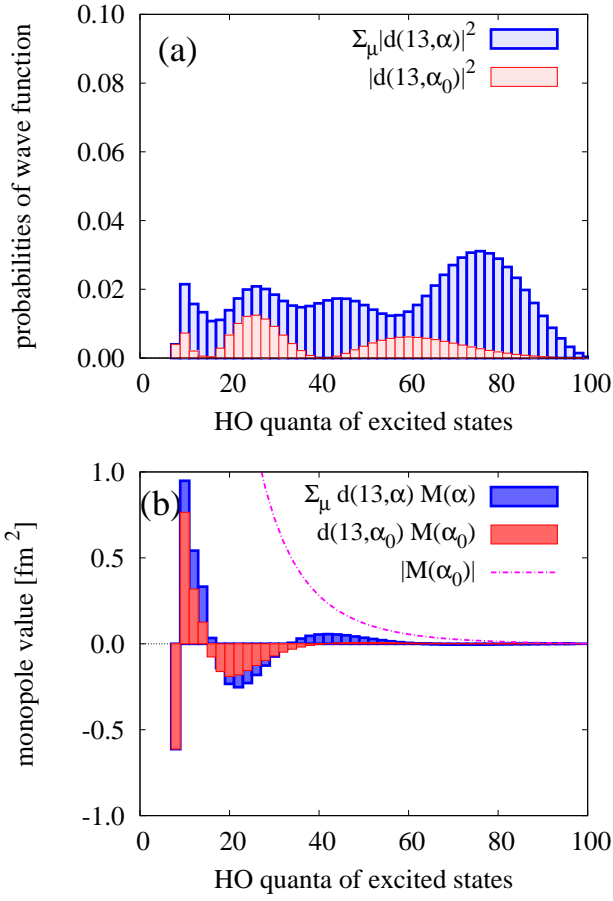 (a)
Σμ|d(13,α)|²
|d(13,α₀)|²
probabilities of wave function
0.10
0.08
0.06
0.04
0.02
0.00
0 20 40 60 80 100
HO quanta of excited states
(b)
Σμ d(13,α) M(α)
d(13,α₀) M(α₀)
|M(α₀)|
monopole value [fm²]
1.0
0.5
0.0
-0.5
-1.0
0 20 40 60 80 100
HO quanta of excited states